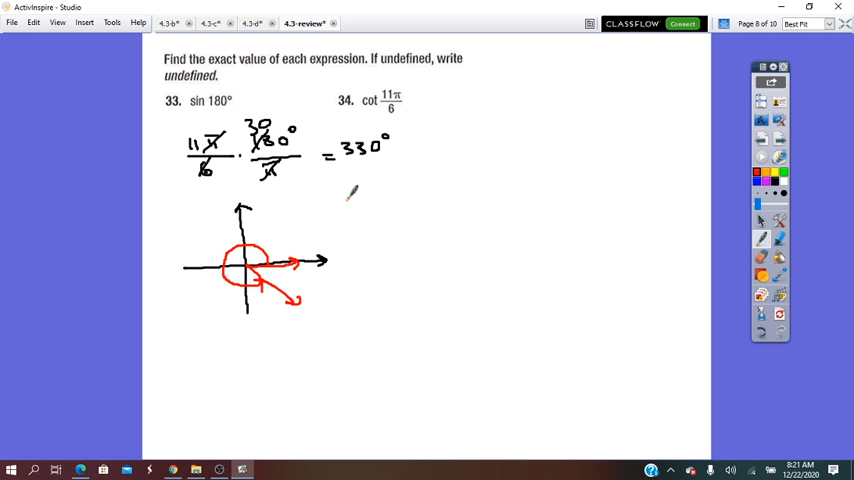 ActivInspire - Studio
File Edit View Insert Tools Help
4.3-b* 4.3-c* 4.3-d* 4.3-review*
CLASSFLOW Connect
Page 8 of 10
Best Fit
Find the exact value of each expression. If undefined, write
undefined.
33. sin 180°
34. cot 11π/6
11π/6 · 180°/π = 330°
30
8:21 AM
12/22/2020